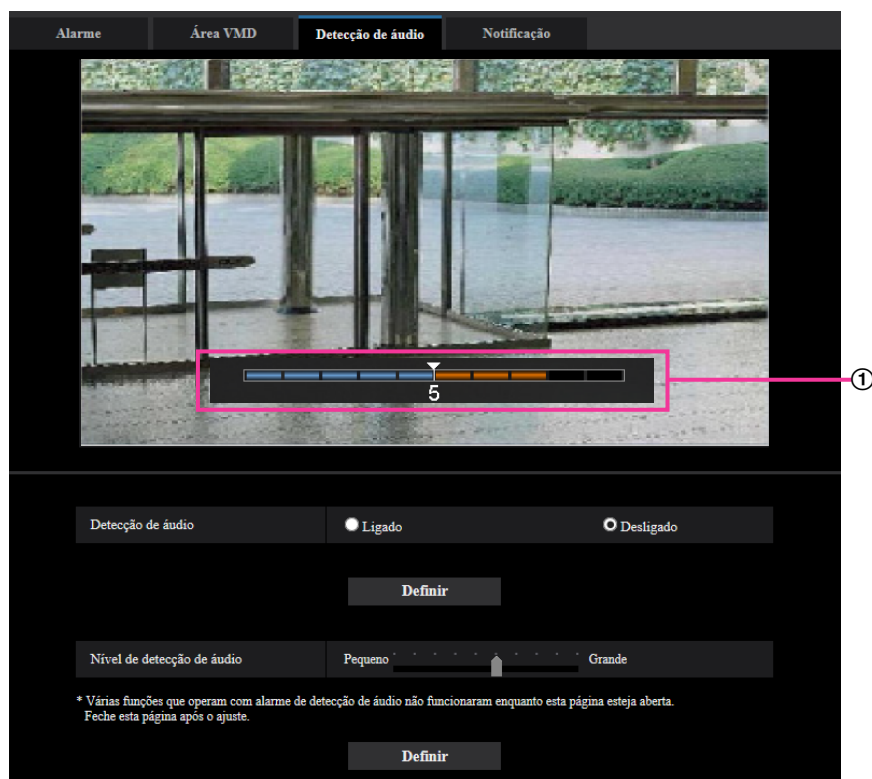 Alarme
Área VMD
Detecção de áudio
Notificação
5
①
Detecção de áudio
Ligado
Desligado
Definir
Nível de detecção de áudio
Pequeno
Grande
* Várias funções que operam com alarme de detecção de áudio não funcionaram enquanto esta página esteja aberta.
Feche esta página após o ajuste.
Definir